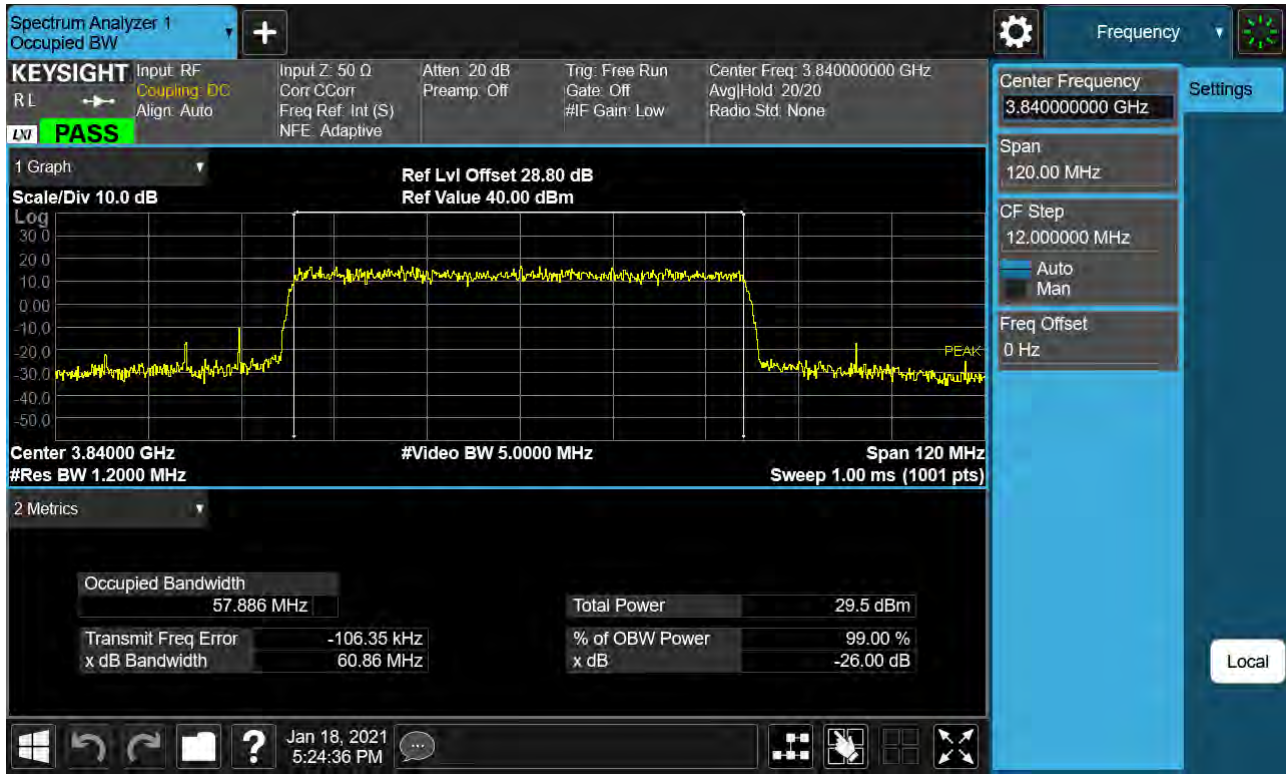 Spectrum Analyzer 1
Occupied BW
Frequency
KEYSIGHT
RL
LXI
PASS
Input: RF
Coupling: DC
Align: Auto
Input Z: 50 Ω
Corr CCorr
Freq Ref: Int (S)
NFE: Adaptive
Atten: 20 dB
Preamp: Off
Trig: Free Run
Gate: Off
#IF Gain: Low
Center Freq: 3.840000000 GHz
Avg|Hold: 20/20
Radio Std: None
Center Frequency
3.840000000 GHz
Settings
Span
120.00 MHz
CF Step
12.000000 MHz
Auto
Man
Freq Offset
0 Hz
Local
1 Graph
Scale/Div 10.0 dB
Ref Lvl Offset 28.80 dB
Ref Value 40.00 dBm
Log
30.0
20.0
10.0
0.00
-10.0
-20.0
-30.0
-40.0
-50.0
PEAK
Center 3.84000 GHz
#Video BW 5.0000 MHz
Span 120 MHz
#Res BW 1.2000 MHz
Sweep 1.00 ms (1001 pts)
2 Metrics
Occupied Bandwidth
57.886 MHz
Transmit Freq Error -106.35 kHz
x dB Bandwidth 60.86 MHz
Total Power 29.5 dBm
% of OBW Power 99.00 %
x dB -26.00 dB
Jan 18, 2021
5:24:36 PM